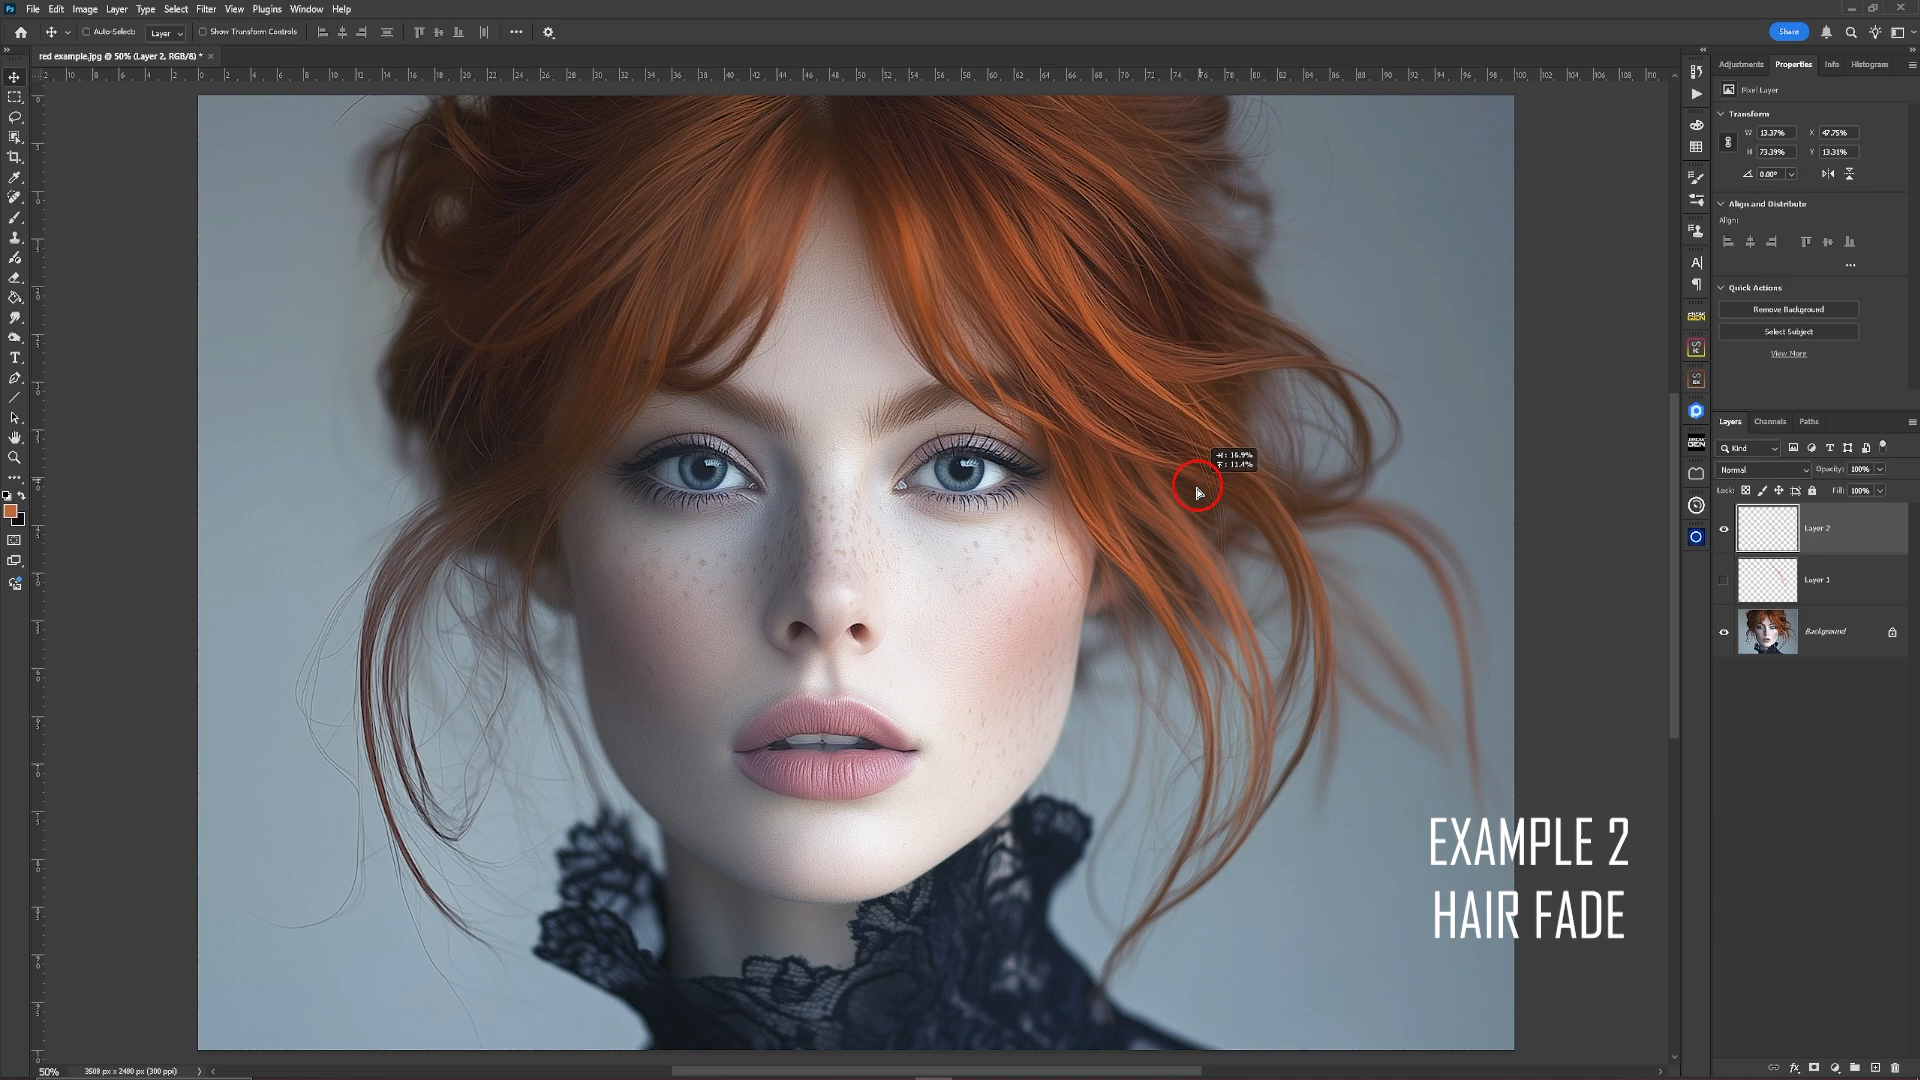 File Edit Image Layer Type Select Filter View Plugins Window Help
Auto-Select: Layer Show Transform Controls Share
red example.jpg @ 50% (Layer 2, RGB/8) *
Adjustments Properties Info Histogram
Pixel Layer
Transform
W 13.37% X 47.75%
H 73.39% Y 13.31%
0.00°
Align and Distribute
Align:
Quick Actions
Remove Background
Select Subject
View More
Layers Channels Paths
Kind
Normal Opacity: 100%
Lock: Fill: 100%
Layer 2
Layer 1
Background
: 16.9%
: 11.4%
EXAMPLE 2
HAIR FADE
50% 3508 px x 2480 px (300 ppi)